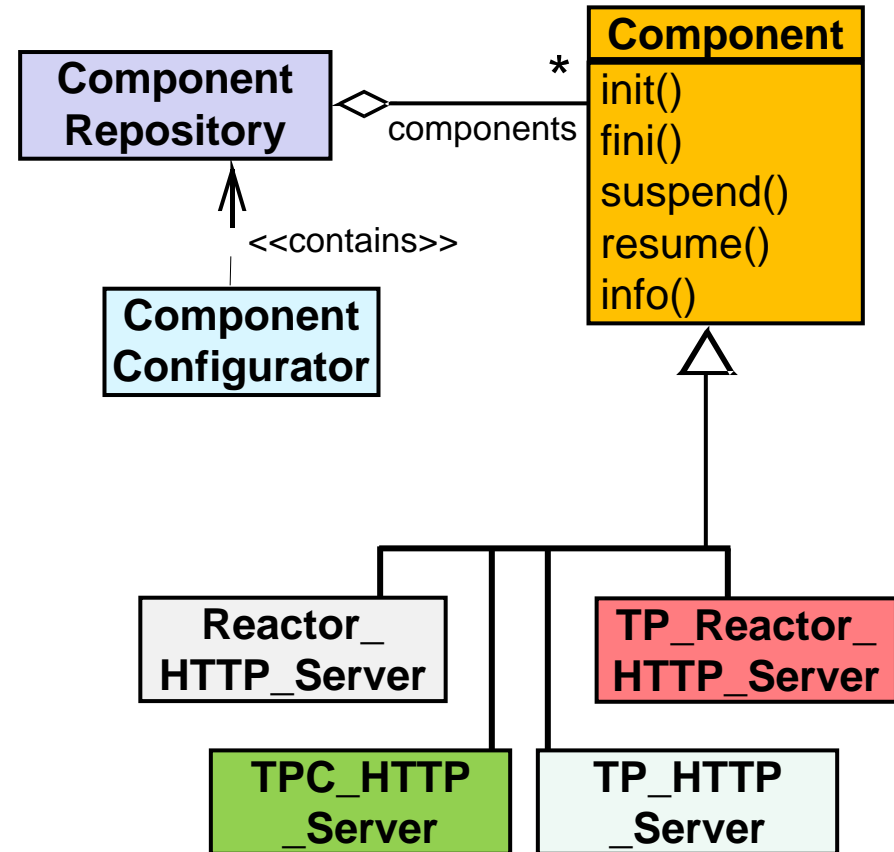 Component
Repository
*
components
Component
init()
fini()
suspend()
resume()
info()
<<contains>>
Component
Configurator
Reactor_
HTTP_Server
TP_Reactor_
HTTP_Server
TPC_HTTP
_Server
TP_HTTP
_Server